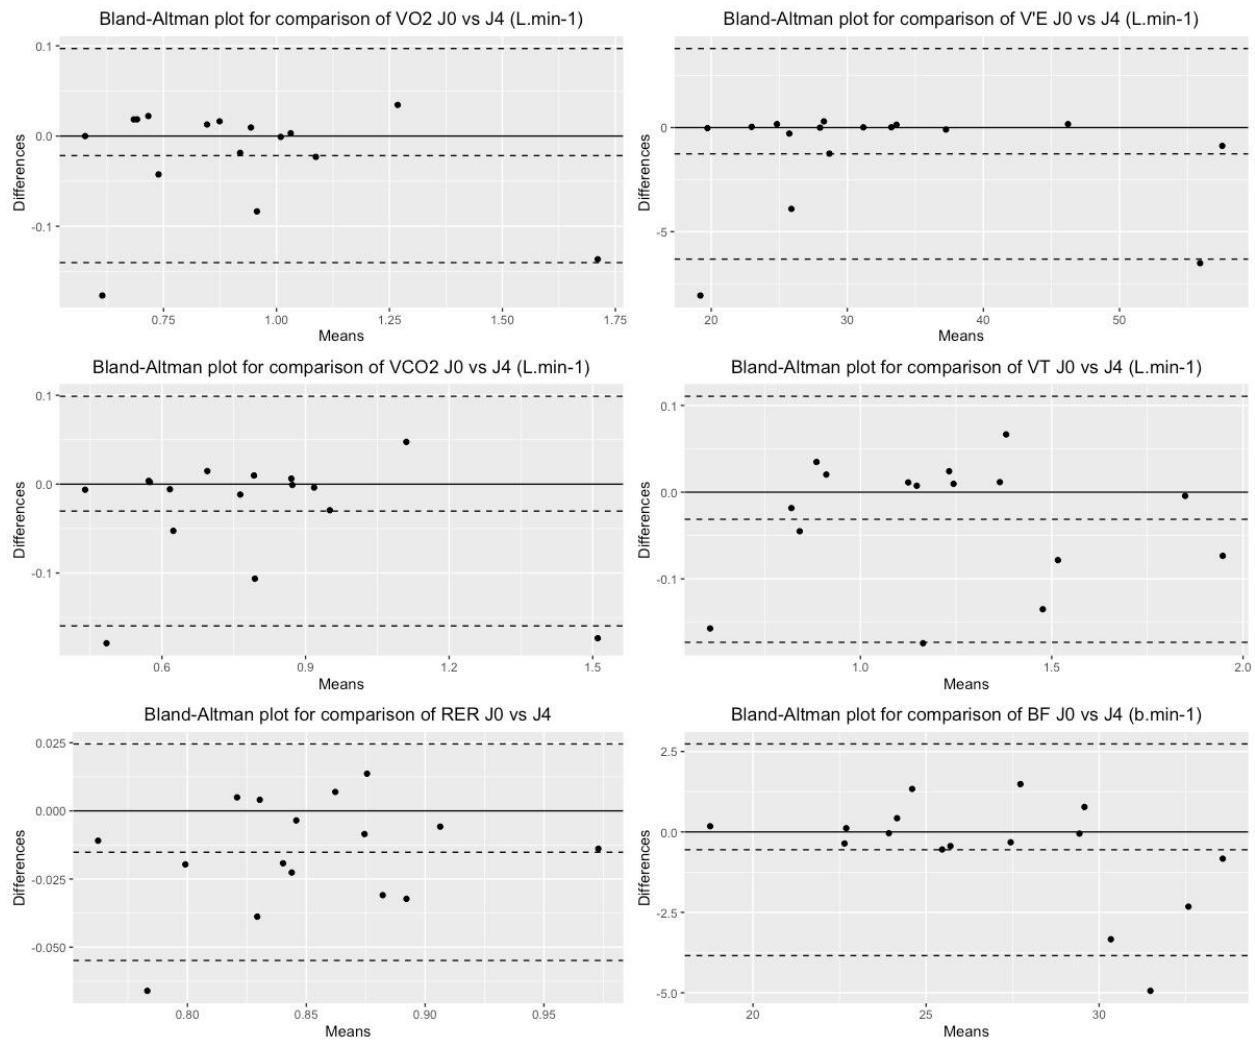 Bland-Altman plot for comparison of VO2 J0 vs J4 (L.min-1)
0.1
0.0
-0.1
Differences
0.75
1.00
1.25
1.50
1.75
Means
Bland-Altman plot for comparison of V'E J0 vs J4 (L.min-1)
0
-5
Differences
20
30
40
50
Means
Bland-Altman plot for comparison of VCO2 J0 vs J4 (L.min-1)
0.1
0.0
-0.1
Differences
0.6
0.9
1.2
1.5
Means
Bland-Altman plot for comparison of VT J0 vs J4 (L.min-1)
0.1
0.0
-0.1
Differences
1.0
1.5
2.0
Means
Bland-Altman plot for comparison of RER J0 vs J4
0.025
0.000
-0.025
-0.050
Differences
0.80
0.85
0.90
0.95
Means
Bland-Altman plot for comparison of BF J0 vs J4 (b.min-1)
2.5
0.0
-2.5
-5.0
Differences
20
25
30
Means